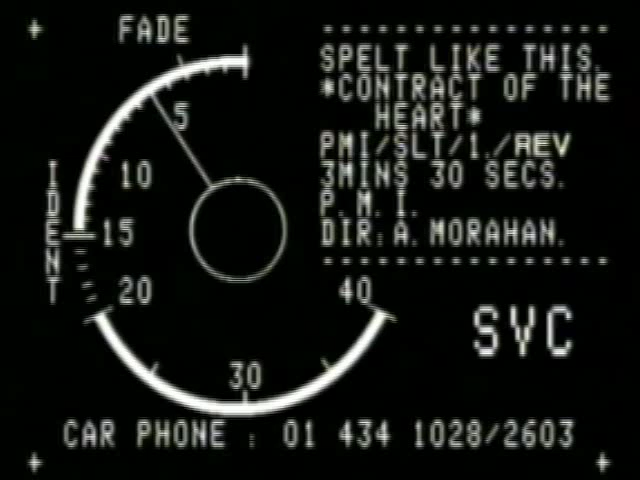 FADE
5
10
15
20
30
40
IDENT
- - - - - - - - - - - - - - - -
SPELT LIKE THIS.
*CONTRACT OF THE
HEART*
PMI/SLT/1./REV
3MINS 30 SECS.
P.M.I.
DIR:A.MORAHAN.
- - - - - - - - - - - - - - - -
SVC
CAR PHONE : 01 434 1028/2603